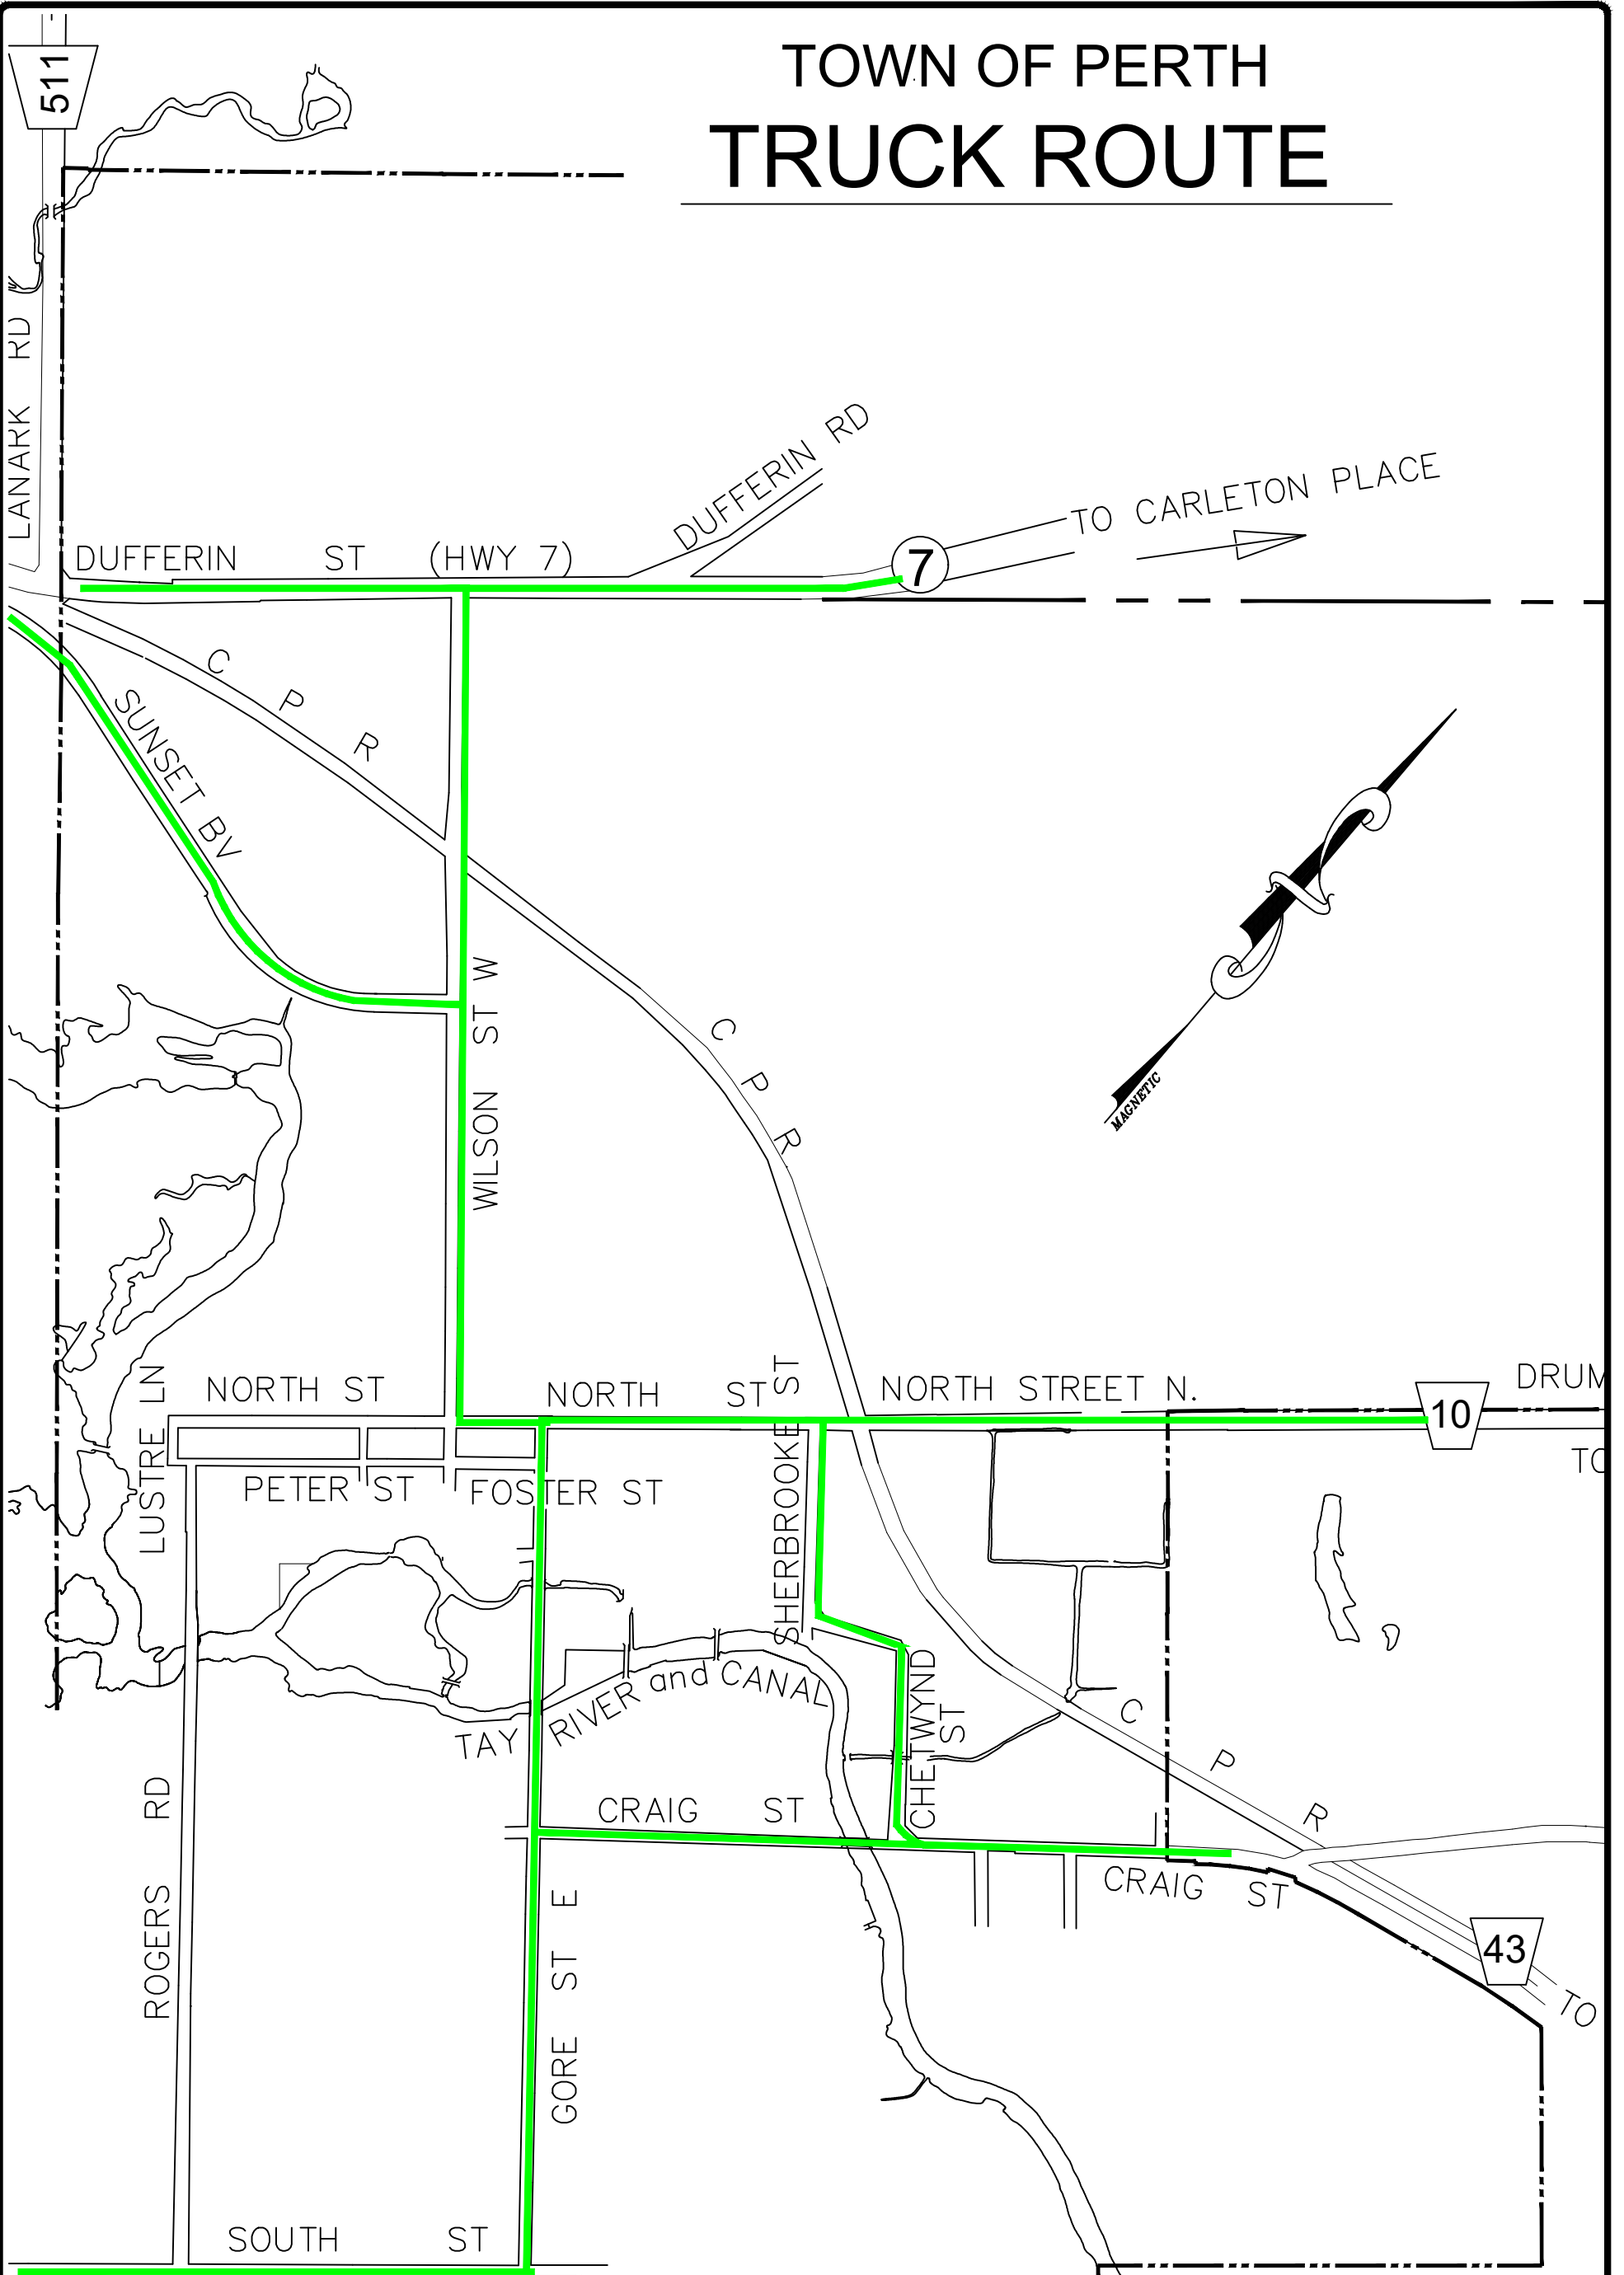 TOWN OF PERTH
TRUCK ROUTE
511
LANARK RD
DUFFERIN ST (HWY 7)
DUFFERIN RD
7
TO CARLETON PLACE
C P R
SUNSET BV
WILSON ST W
C P R
MAGNETIC
LUSTRE LN
NORTH ST
NORTH ST
SHERBROOKE ST
NORTH STREET N.
10
DRUM
TO
PETER ST
FOSTER ST
TAY RIVER and CANAL
CHETWYND ST
C P R
ROGERS RD
CRAIG ST
CRAIG ST
43
TO
GORE ST E
SOUTH ST